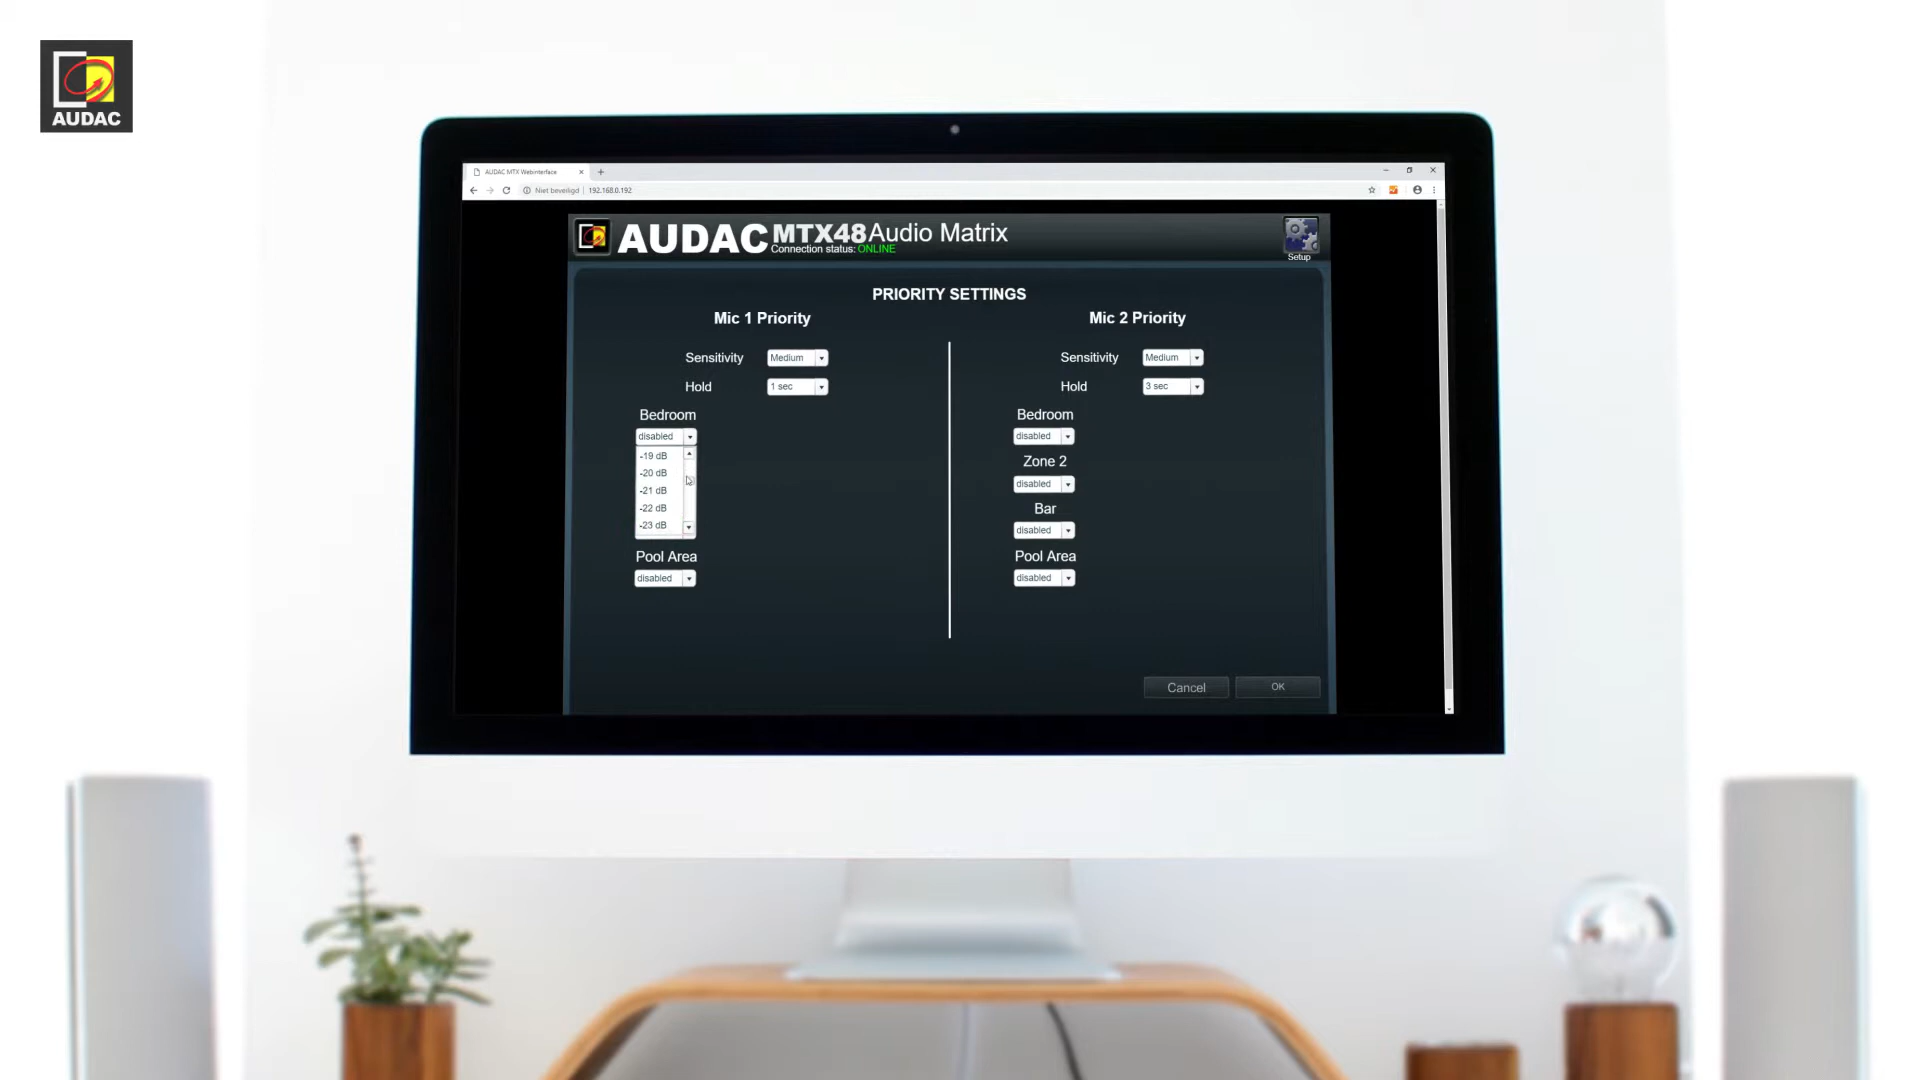 AUDAC
AUDAC MTX Webinterface
Niet beveiligd 192.168.0.192
AUDAC MTX48 Audio Matrix
Connection status: ONLINE
Setup
PRIORITY SETTINGS
Mic 1 Priority
Sensitivity Medium
Hold 1 sec
Bedroom
disabled
-19 dB
-20 dB
-21 dB
-22 dB
-23 dB
Pool Area
disabled
Mic 2 Priority
Sensitivity Medium
Hold 3 sec
Bedroom
disabled
Zone 2
disabled
Bar
disabled
Pool Area
disabled
Cancel OK